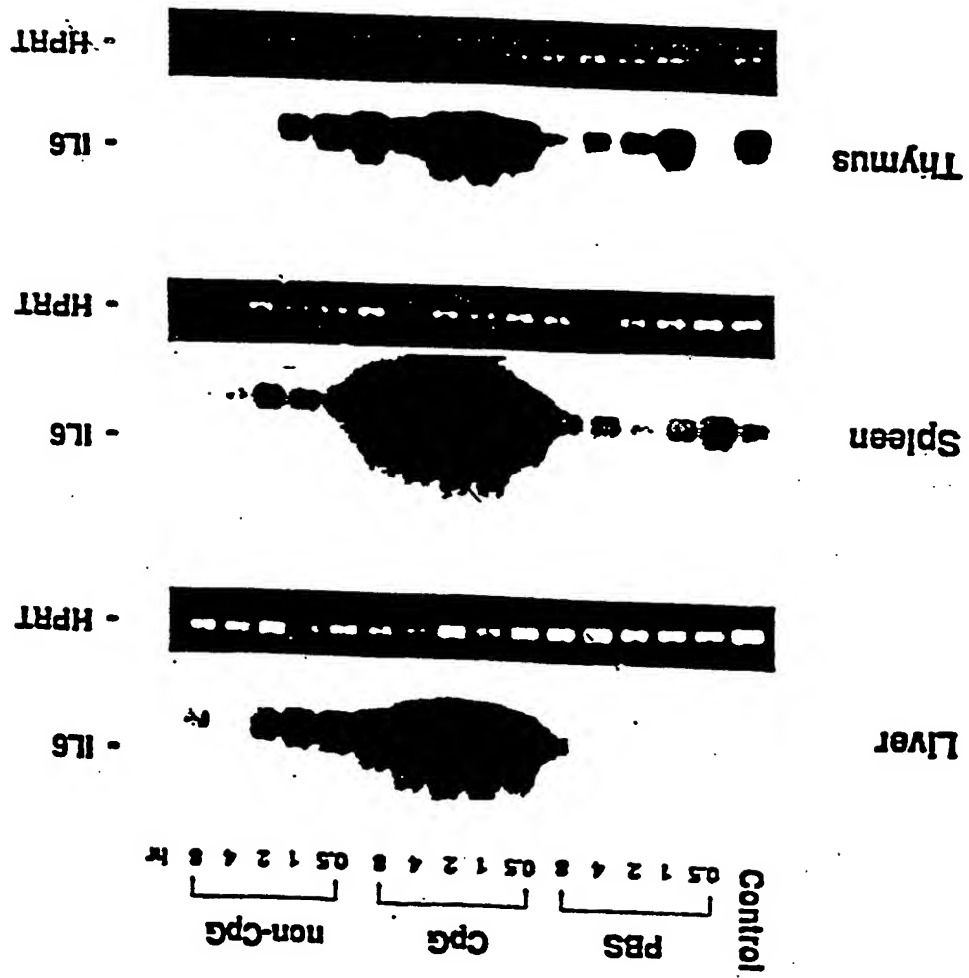 Control
PBS CpG non-CpG
0.5 1 2 4 8 0.5 1 2 4 8 0.5 1 2 4 8 hr
Liver - IL6
- HPRT
Spleen - IL6
- HPRT
Thymus - IL6
- HPRT